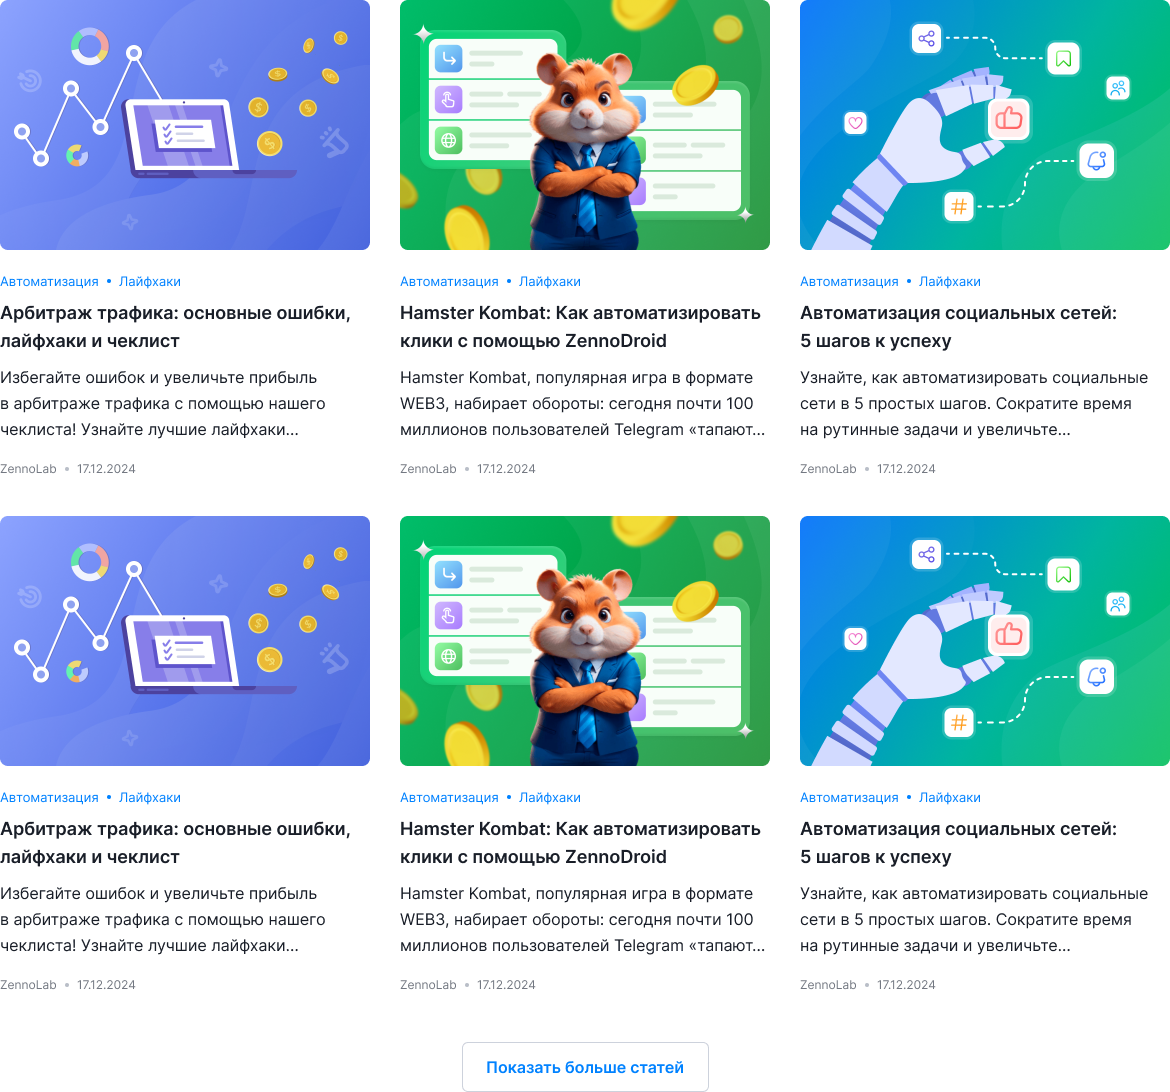 Автоматизация • Лайфхаки
Арбитраж трафика: основные ошибки,
лайфхаки и чеклист
Избегайте ошибок и увеличьте прибыль
в арбитраже трафика с помощью нашего
чеклиста! Узнайте лучшие лайфхаки...
ZennoLab • 17.12.2024
Автоматизация • Лайфхаки
Hamster Kombat: Как автоматизировать
клики с помощью ZennoDroid
Hamster Kombat, популярная игра в формате
WEB3, набирает обороты: сегодня почти 100
миллионов пользователей Telegram «тапают...
ZennoLab • 17.12.2024
Автоматизация • Лайфхаки
Автоматизация социальных сетей:
5 шагов к успеху
Узнайте, как автоматизировать социальные
сети в 5 простых шагов. Сократите время
на рутинные задачи и увеличьте...
ZennoLab • 17.12.2024
Автоматизация • Лайфхаки
Арбитраж трафика: основные ошибки,
лайфхаки и чеклист
Избегайте ошибок и увеличьте прибыль
в арбитраже трафика с помощью нашего
чеклиста! Узнайте лучшие лайфхаки...
ZennoLab • 17.12.2024
Автоматизация • Лайфхаки
Hamster Kombat: Как автоматизировать
клики с помощью ZennoDroid
Hamster Kombat, популярная игра в формате
WEB3, набирает обороты: сегодня почти 100
миллионов пользователей Telegram «тапают...
ZennoLab • 17.12.2024
Автоматизация • Лайфхаки
Автоматизация социальных сетей:
5 шагов к успеху
Узнайте, как автоматизировать социальные
сети в 5 простых шагов. Сократите время
на рутинные задачи и увеличьте...
ZennoLab • 17.12.2024
Показать больше статей